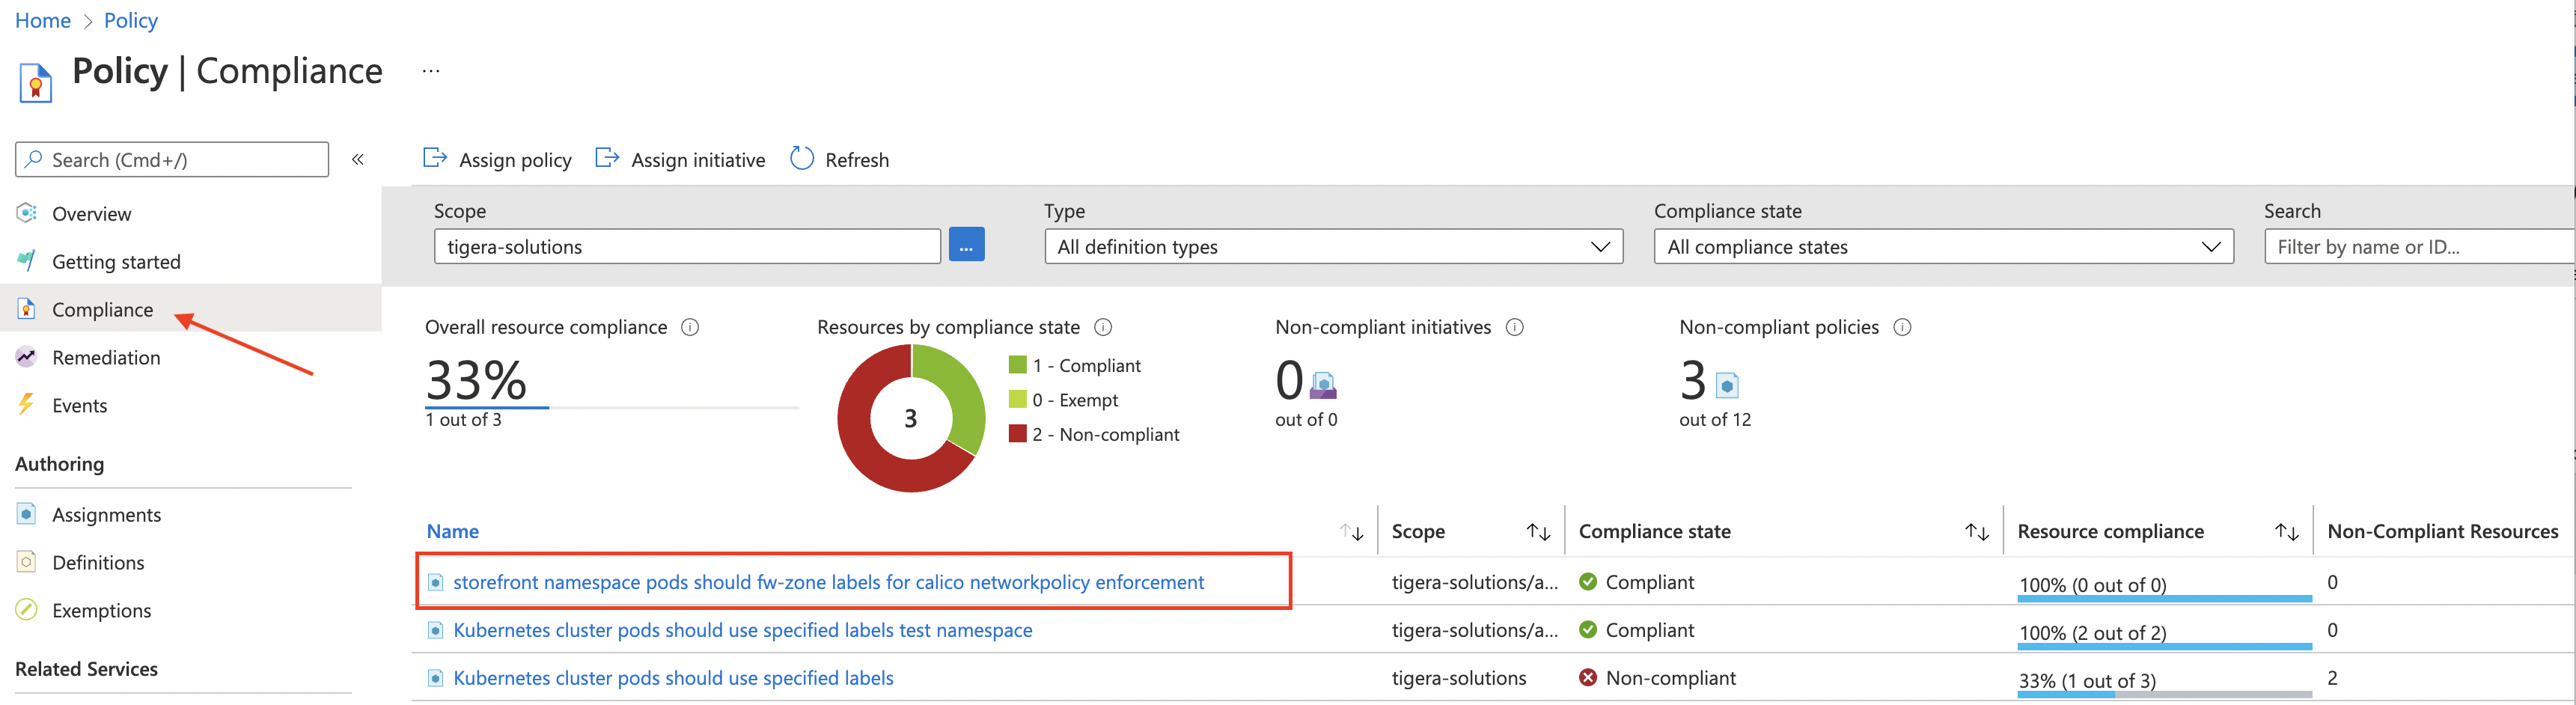 Home > Policy
Policy | Compliance ...
Search (Cmd+/) «
Overview
Getting started
Compliance
Remediation
Events
Authoring
Assignments
Definitions
Exemptions
Related Services
Assign policy Assign initiative Refresh
Scope Type Compliance state Search
tigera-solutions ... All definition types All compliance states Filter by name or ID...
Overall resource compliance Resources by compliance state Non-compliant initiatives Non-compliant policies
33%
1 out of 3
3
1 - Compliant
0 - Exempt
2 - Non-compliant
0
out of 0
3
out of 12
Name Scope Compliance state Resource compliance Non-Compliant Resources
storefront namespace pods should fw-zone labels for calico networkpolicy enforcement tigera-solutions/a... Compliant 100% (0 out of 0) 0
Kubernetes cluster pods should use specified labels test namespace tigera-solutions/a... Compliant 100% (2 out of 2) 0
Kubernetes cluster pods should use specified labels tigera-solutions Non-compliant 33% (1 out of 3) 2